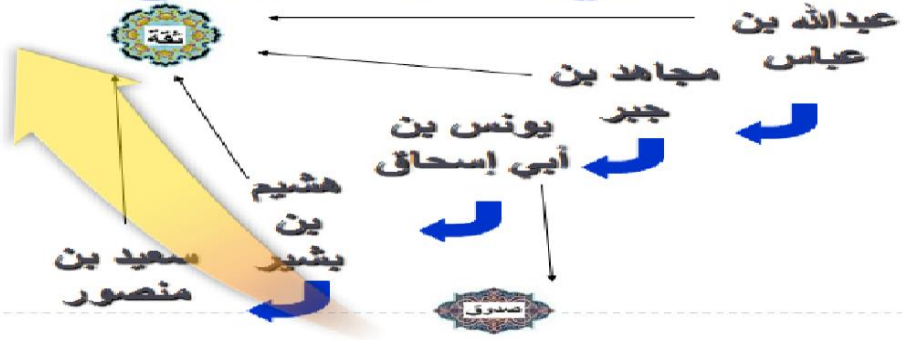 ثقة
عبدالله بن
عباس
مجاهد بن
جبر
يونس بن
أبي إسحاق
هشيم
بن
بشير
سعيد بن
منصور
صدوق